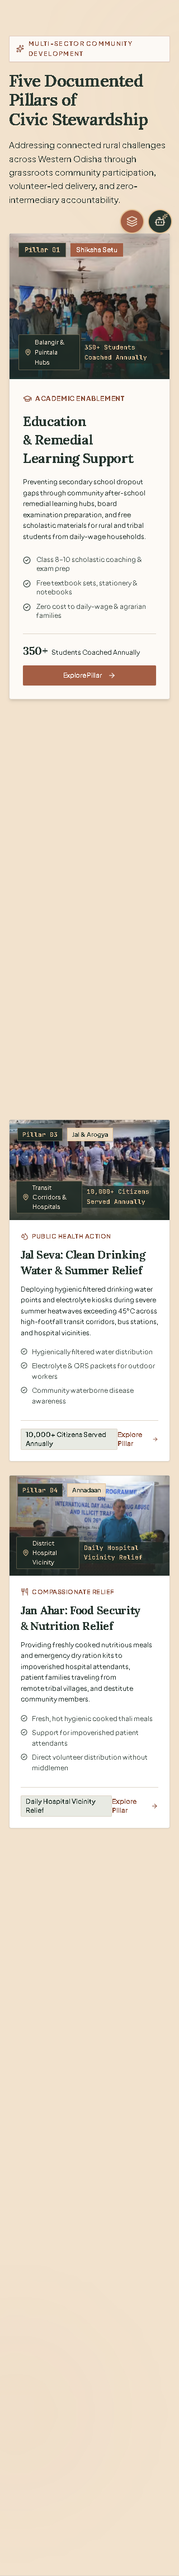 MULTI-SECTOR COMMUNITY
DEVELOPMENT
Five Documented
Pillars of
Civic Stewardship
Addressing connected rural challenges
across Western Odisha through
grassroots community participation,
volunteer-led delivery, and zero-
intermediary accountability.
Pillar 01
Shiksha Setu
Balangir &
Puintala
Hubs
350+ Students
Coached Annually
ACADEMIC ENABLEMENT
Education
& Remedial
Learning Support
Preventing secondary school dropout
gaps through community after-school
remedial learning hubs, board
examination preparation, and free
scholastic materials for rural and tribal
students from daily-wage households.
Class 8–10 scholastic coaching &
exam prep
Free textbook sets, stationery &
notebooks
Zero cost to daily-wage & agrarian
families
350+ Students Coached Annually
Explore Pillar
Pillar 03
Jal & Arogya
Transit
Corridors &
Hospitals
10,000+ Citizens
Served Annually
PUBLIC HEALTH ACTION
Jal Seva: Clean Drinking
Water & Summer Relief
Deploying hygienic filtered drinking water
points and electrolyte kiosks during severe
summer heatwaves exceeding 45°C across
high-footfall transit corridors, bus stations,
and hospital vicinities.
Hygienically filtered water distribution
Electrolyte & ORS packets for outdoor
workers
Community waterborne disease
awareness
10,000+ Citizens Served
Annually
Explore
Pillar
Pillar 04
Annadaan
District
Hospital
Vicinity
Daily Hospital
Vicinity Relief
COMPASSIONATE RELIEF
Jan Ahar: Food Security
& Nutrition Relief
Providing freshly cooked nutritious meals
and emergency dry ration kits to
impoverished hospital attendants,
patient families traveling from
remote tribal villages, and destitute
community members.
Fresh, hot hygienic cooked thali meals
Support for impoverished patient
attendants
Direct volunteer distribution without
middlemen
Daily Hospital Vicinity
Relief
Explore
Pillar